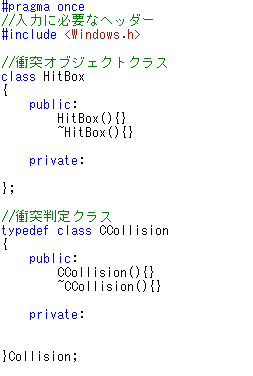 #pragma once
//入力に必要なヘッダー
#include <Windows.h>
//衝突オブジェクトクラス
class HitBox
{
public:
HitBox(){}
~HitBox(){}
private:
};
//衝突判定クラス
typedef class CCollision
{
public:
CCollision(){}
~CCollision(){}
private:
}Collision;